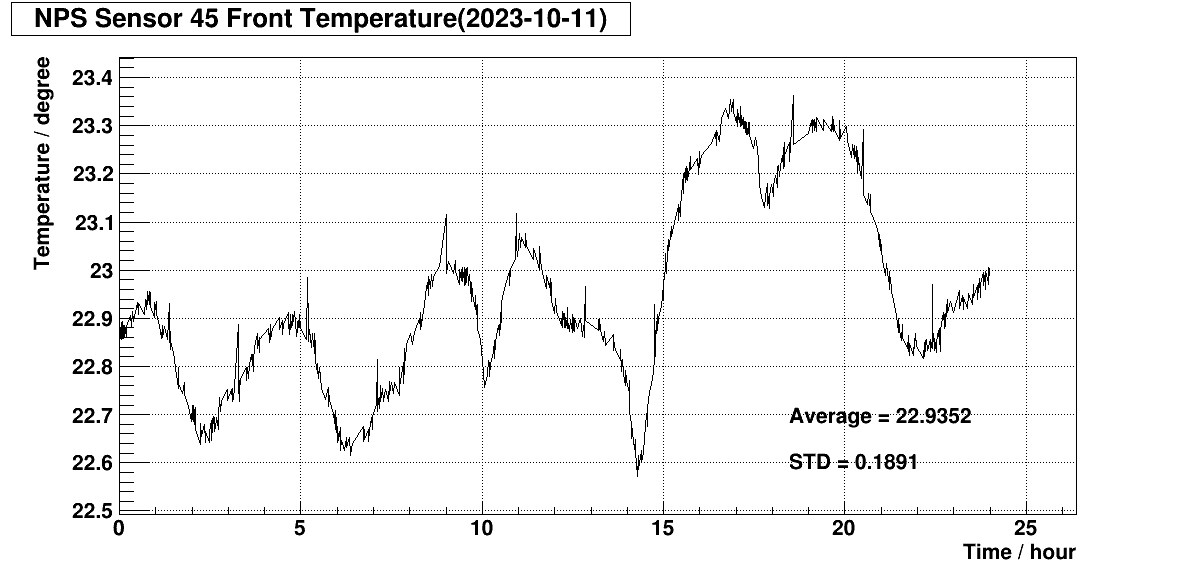 NPS Sensor 45 Front Temperature(2023-10-11)
Temperature / degree
23.4
23.3
23.2
23.1
23
22.9
22.8
22.7
22.6
22.5
Average = 22.9352
STD = 0.1891
0 5 10 15 20 25
Time / hour